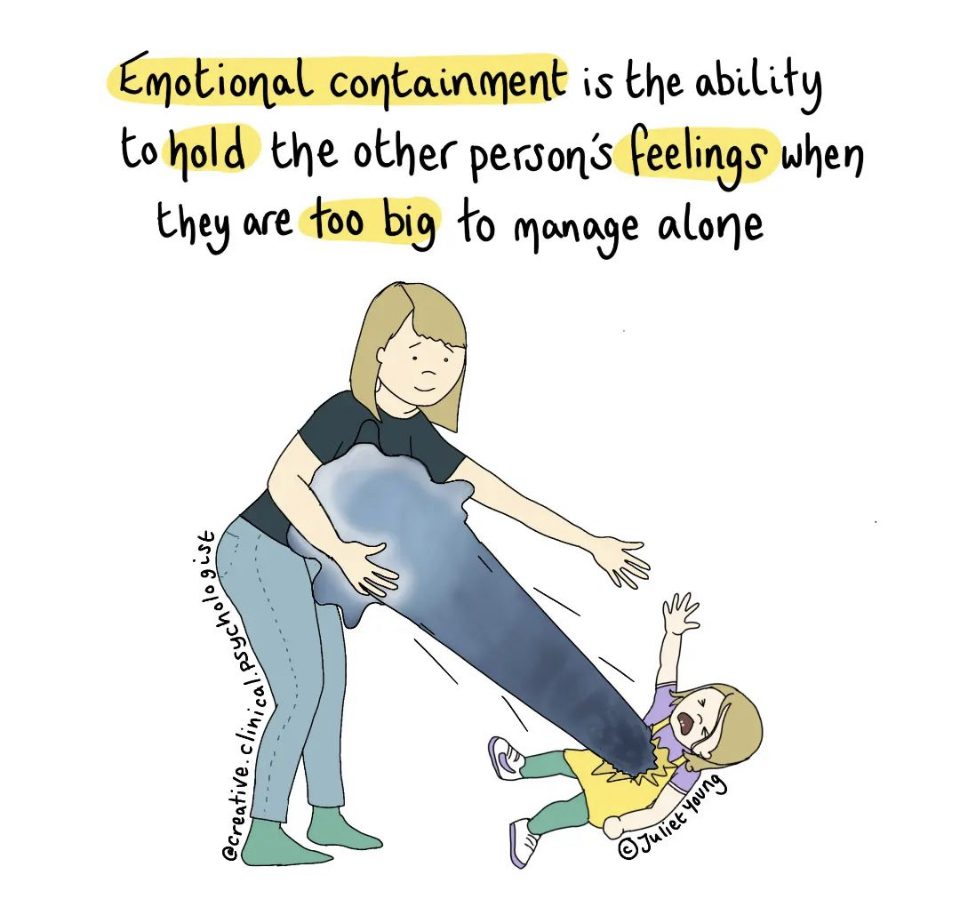 Emotional containment is the ability
to hold the other person's feelings when
they are too big to manage alone
@creative.clinical.psychologist
©Juliet Young